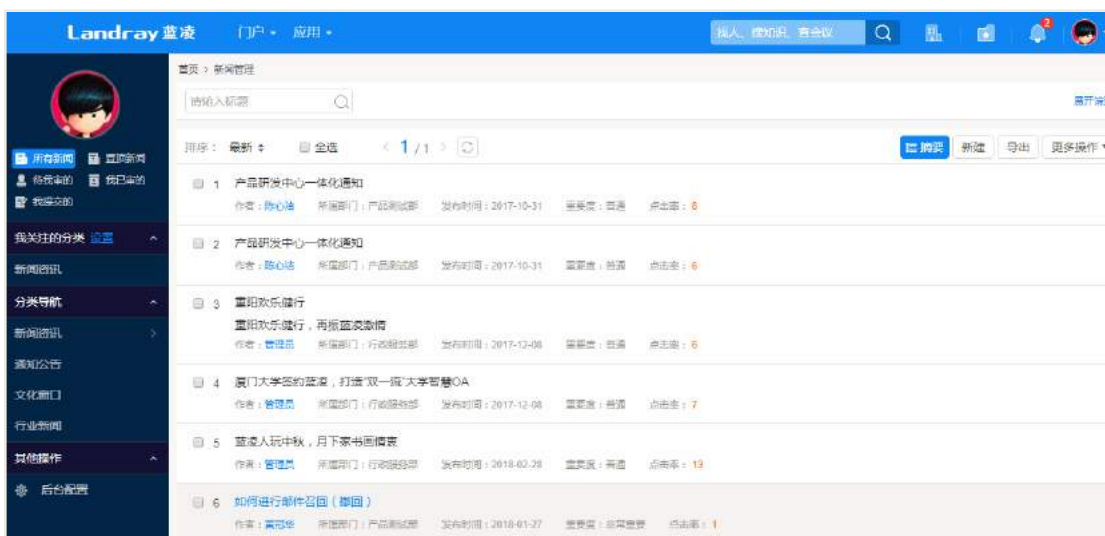 Landray 蓝凌 门户 应用
找人、搜知识、查会议
2
首页 > 新闻管理
请输入标题
排序： 最新 全选 1 / 1 摘要 新建 导出 更多操作
所有新闻 置顶新闻
待我审的 我已审的
我提交的
我关注的分类 设置
新闻资讯
分类导航
新闻资讯
通知公告
文化窗口
行业新闻
其他操作
后台配置
1 产品研发中心一体化通知
作者：陈心洁 所属部门：产品测试部 发布时间：2017-10-31 重要度：普通 点击率：6
2 产品研发中心一体化通知
作者：陈心洁 所属部门：产品测试部 发布时间：2017-10-31 重要度：普通 点击率：6
3 重阳欢乐健行
重阳欢乐健行，再振蓝凌激情
作者：管理员 所属部门：行政服务部 发布时间：2017-12-08 重要度：普通 点击率：6
4 厦门大学签约蓝凌，打造“双一流”大学智慧OA
作者：管理员 所属部门：行政服务部 发布时间：2017-12-08 重要度：普通 点击率：7
5 蓝凌人玩中秋，月下家书画情衷
作者：管理员 所属部门：行政服务部 发布时间：2018-02-28 重要度：普通 点击率：13
6 如何进行邮件召回（撤回）
作者：黄冠华 所属部门：产品测试部 发布时间：2018-01-27 重要度：非常重要 点击率：1